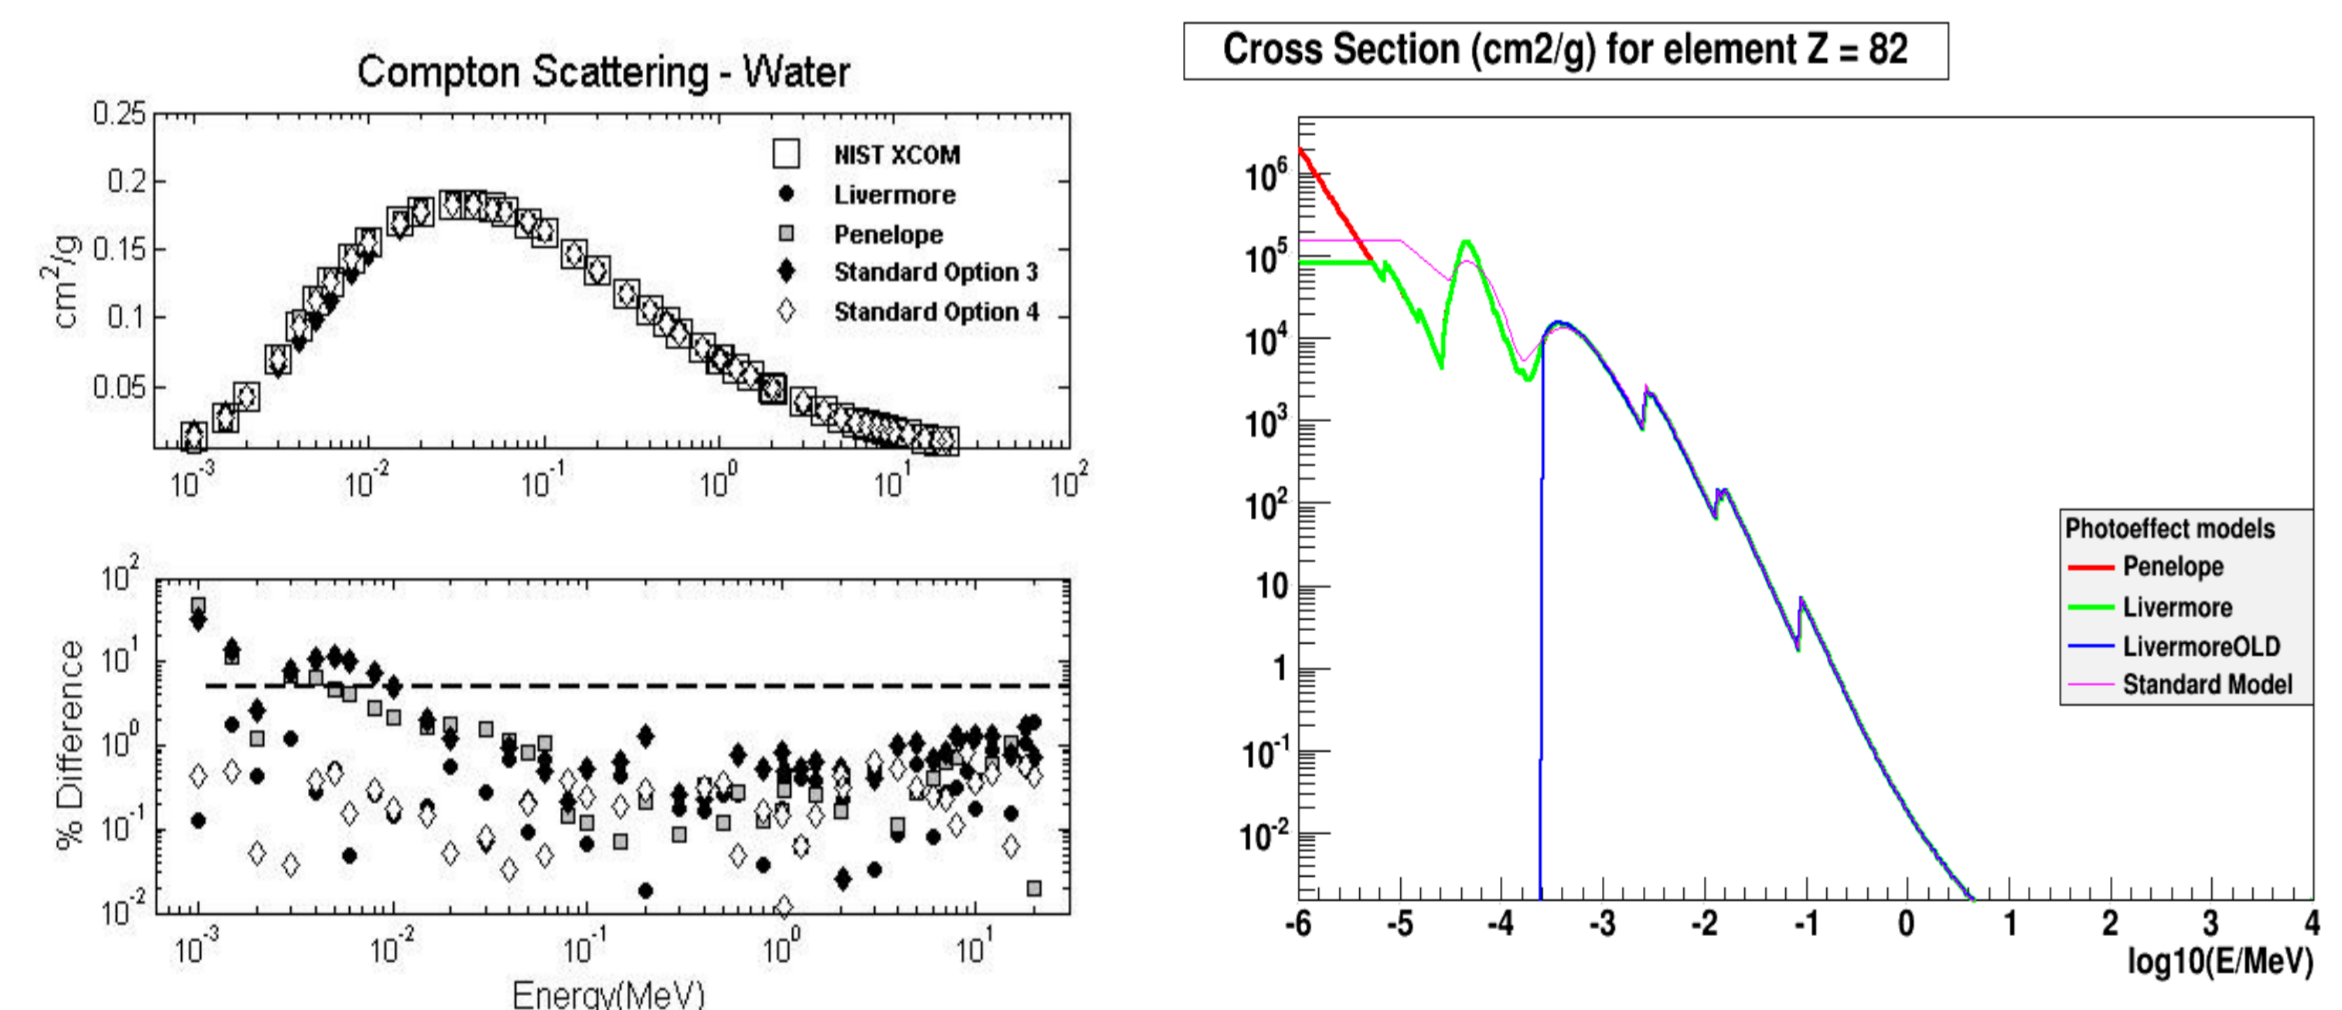 Compton Scattering - Water
0.25
0.2
0.15
0.1
0.05
cm²/g
NIST XCOM
Livermore
Penelope
Standard Option 3
Standard Option 4
10⁻³ 10⁻² 10⁻¹ 10⁰ 10¹ 10²
10²
10¹
10⁰
10⁻¹
10⁻²
% Difference
10⁻³ 10⁻² 10⁻¹ 10⁰ 10¹
Energy(MeV)
Cross Section (cm2/g) for element Z = 82
10⁶
10⁵
10⁴
10³
10²
10
1
10⁻¹
10⁻²
Photoeffect models
Penelope
Livermore
LivermoreOLD
Standard Model
-6 -5 -4 -3 -2 -1 0 1 2 3 4
log10(E/MeV)